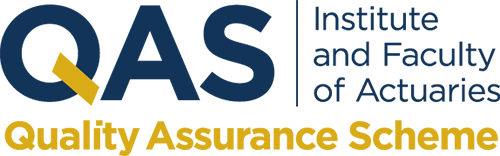 QAS
Institute
and Faculty
of Actuaries
Quality Assurance Scheme